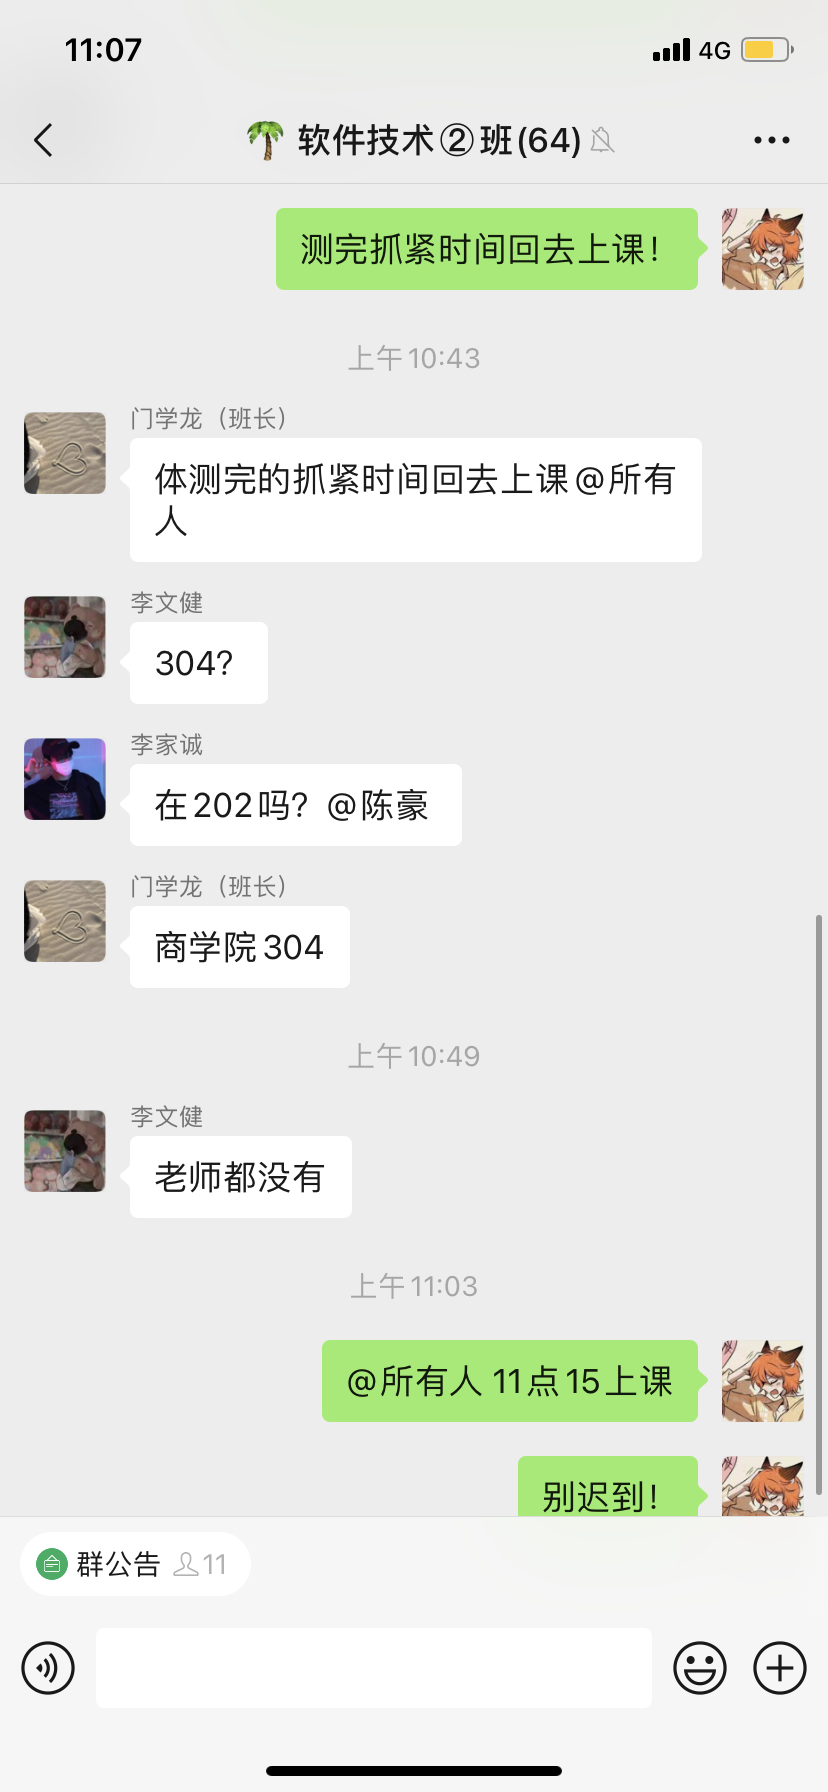 11:07
4G
🌴 软件技术②班(64)
测完抓紧时间回去上课！
上午10:43
门学龙（班长）
体测完的抓紧时间回去上课@所有
人
李文健
304?
李家诚
在202吗？@陈豪
门学龙（班长）
商学院304
上午10:49
李文健
老师都没有
上午11:03
@所有人 11点15上课
别迟到！
群公告 11